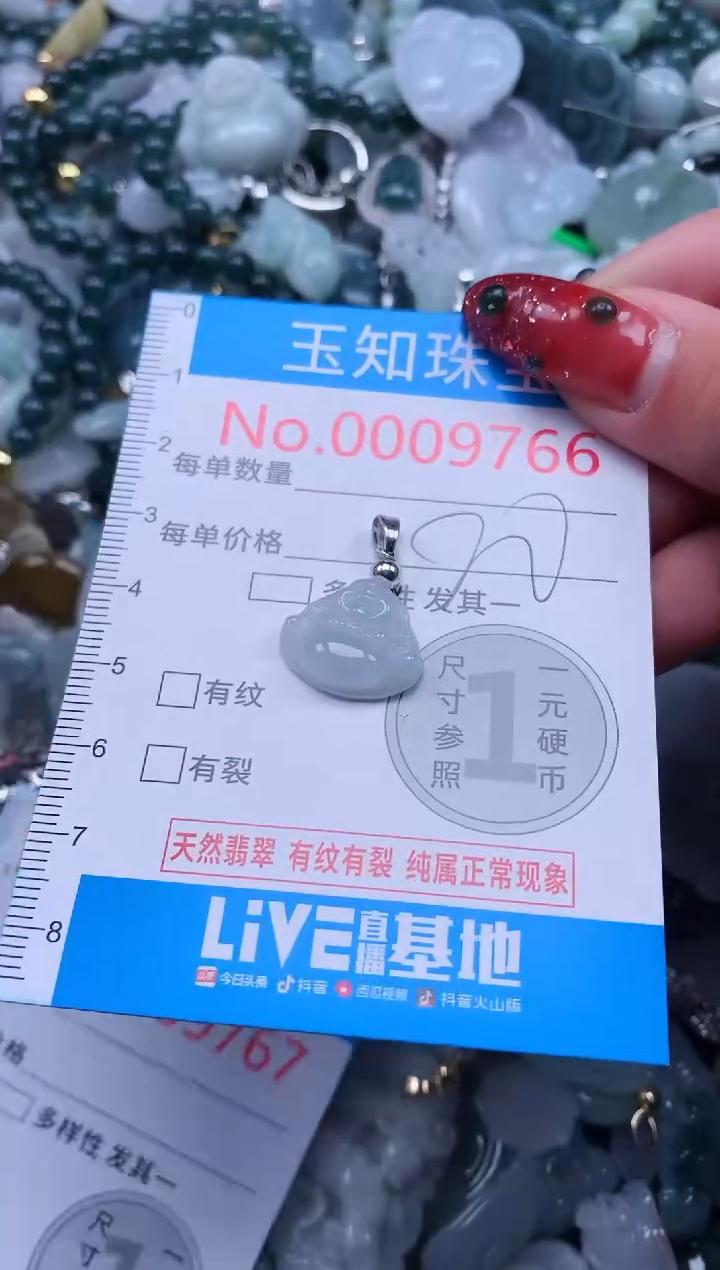 0
1
2
3
4
5
6
7
8
玉知珠
No.0009766
每单数量
每单价格
多 性 发其一
有纹
有裂
尺寸参照
1
一元硬币
天然翡翠 有纹有裂 纯属正常现象
LiVE直播基地
头条 今日头条 抖音 西瓜视频 抖音火山版
9767
格
多样性 发其一
尺
寸
一